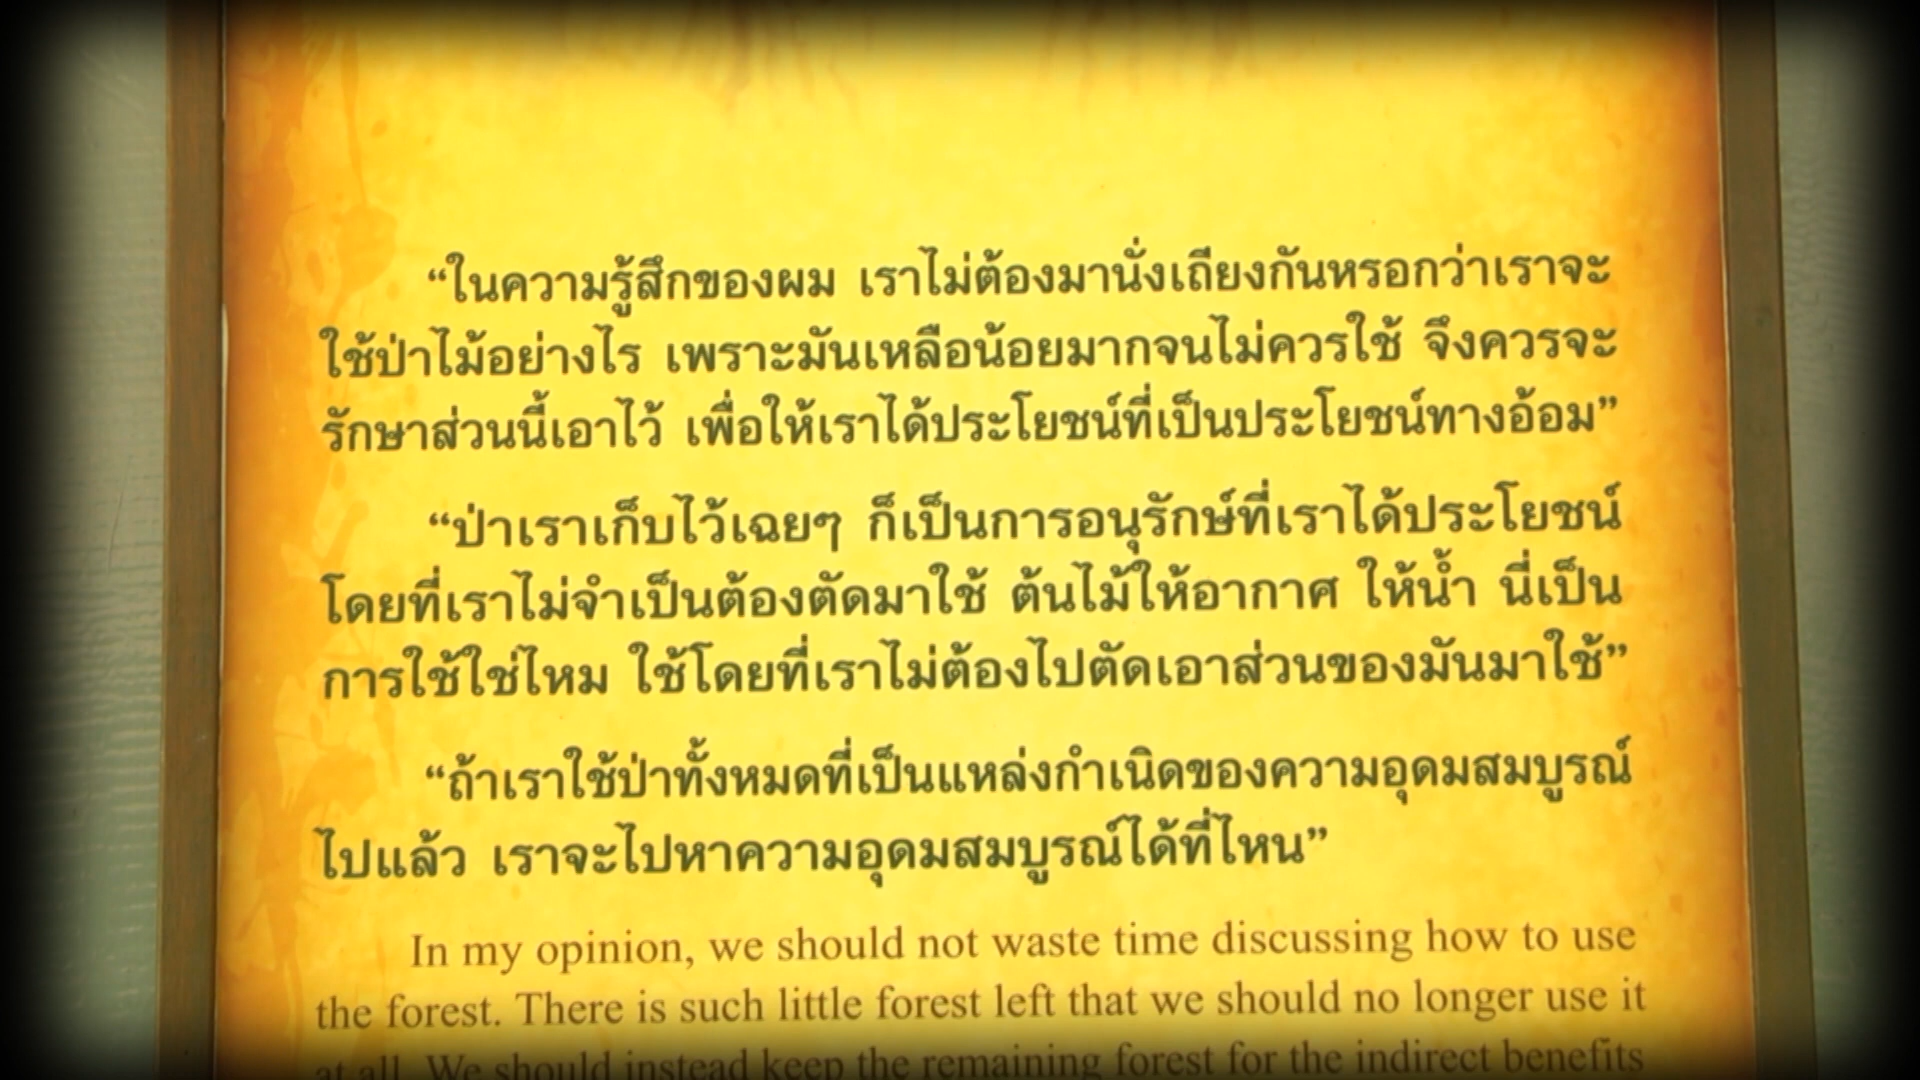 “ในความรู้สึกของผม เราไม่ต้องมานั่งเถียงกันหรอกว่าเราจะ
ใช้ป่าไม้อย่างไร เพราะมันเหลือน้อยมากจนไม่ควรใช้ จึงควรจะ
รักษาส่วนนี้เอาไว้ เพื่อให้เราได้ประโยชน์ที่เป็นประโยชน์ทางอ้อม”
“ป่าเราเก็บไว้เฉยๆ ก็เป็นการอนุรักษ์ที่เราได้ประโยชน์
โดยที่เราไม่จำเป็นต้องตัดมาใช้ ต้นไม้ให้อากาศ ให้น้ำ นี่เป็น
การใช้ใช่ไหม ใช้โดยที่เราไม่ต้องไปตัดเอาส่วนของมันมาใช้”
“ถ้าเราใช้ป่าทั้งหมดที่เป็นแหล่งกำเนิดของความอุดมสมบูรณ์
ไปแล้ว เราจะไปหาความอุดมสมบูรณ์ได้ที่ไหน”
In my opinion, we should not waste time discussing how to use
the forest. There is such little forest left that we should no longer use it
at all. We should instead keep the remaining forest for the indirect benefits